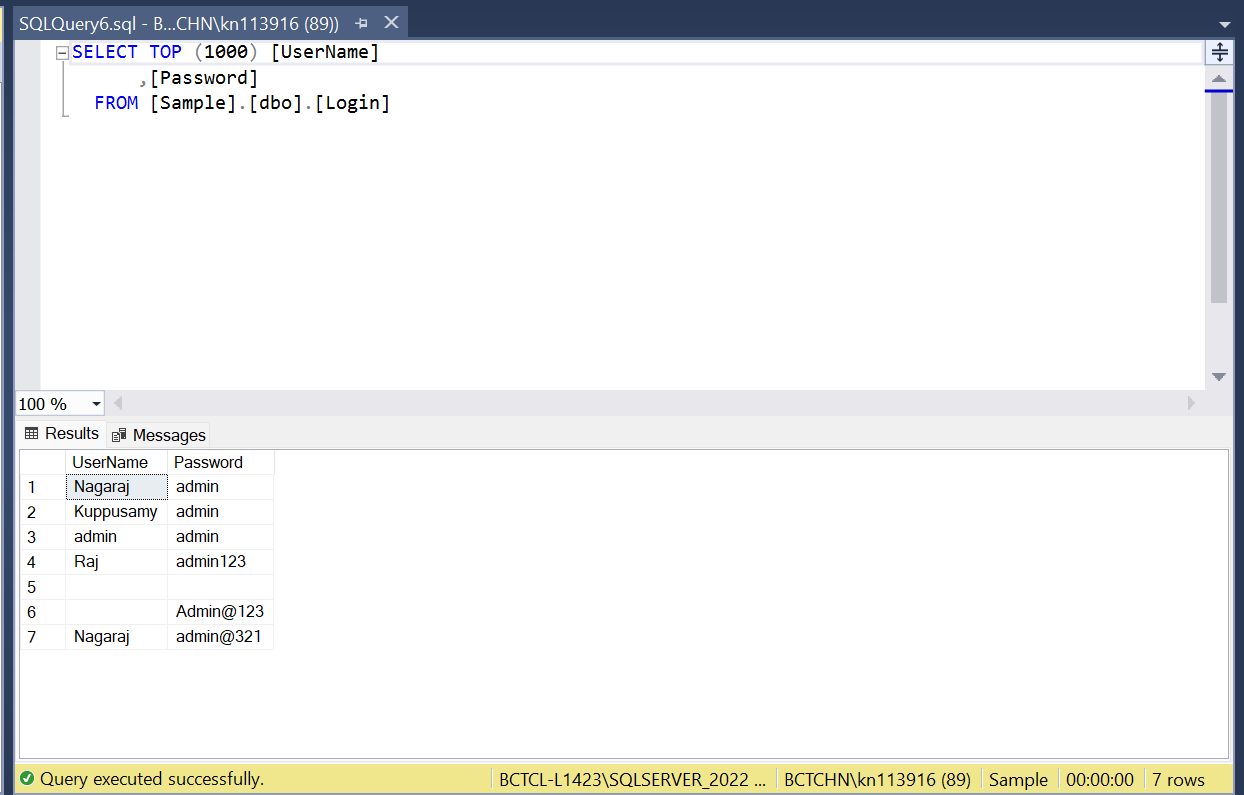 SQLQuery6.sql - B...CHN\kn113916 (89))
SELECT TOP (1000) [UserName]
,[Password]
FROM [Sample].[dbo].[Login]
100 %
Results Messages
UserName Password
1 Nagaraj admin
2 Kuppusamy admin
3 admin admin
4 Raj admin123
5
6 Admin@123
7 Nagaraj admin@321
Query executed successfully. BCTCL-L1423\SQLSERVER_2022 ... BCTCHN\kn113916 (89) Sample 00:00:00 7 rows